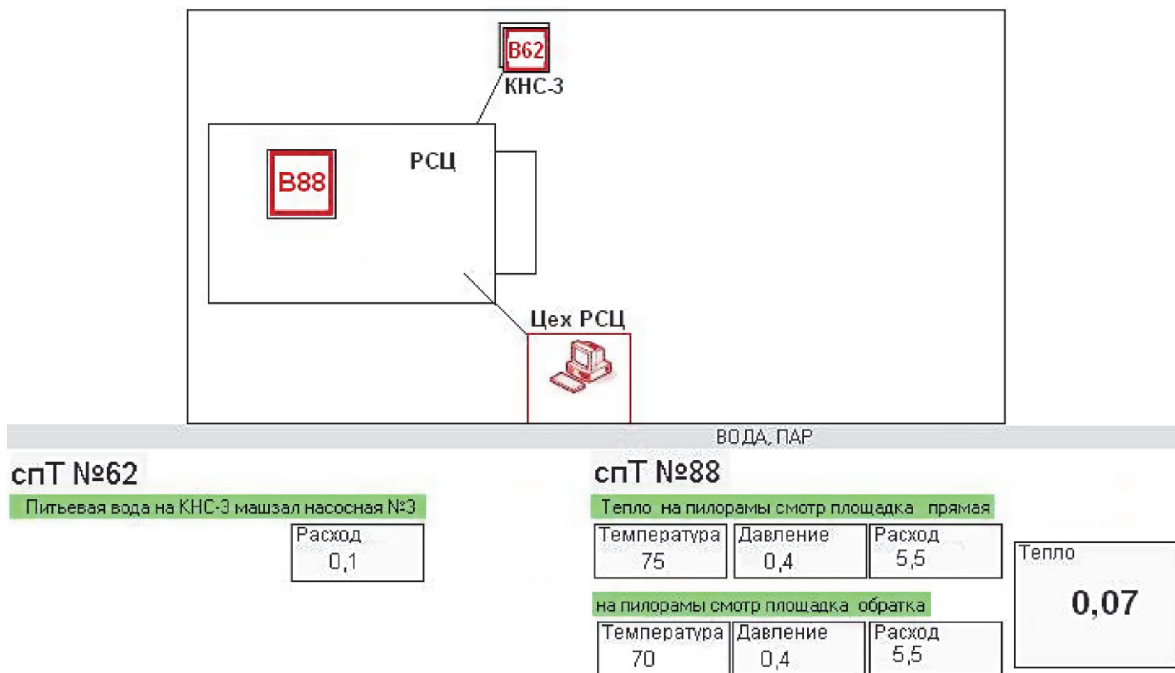 В62
КНС-3
РСЦ
В88
Цех РСЦ
ВОДА, ПАР
спТ №62
Питьевая вода на КНС-3 машзал насосная №3
Расход
0,1
спТ №88
Тепло на пилорамы смотр площадка прямая
Температура Давление Расход
75 0,4 5,5
Тепло
0,07
на пилорамы смотр площадка обратка
Температура Давление Расход
70 0,4 5,5